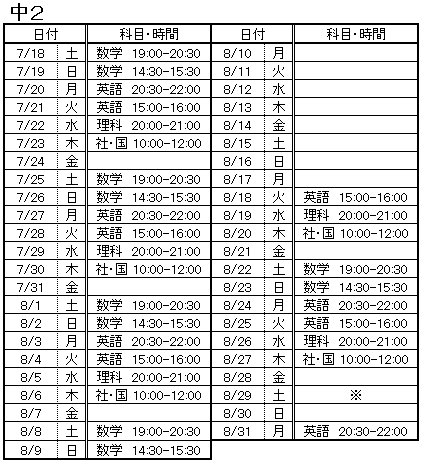 中2
日付 科目・時間 日付 科目・時間
7/18 土 数学 19:00-20:30 8/10 月
7/19 日 数学 14:30-15:30 8/11 火
7/20 月 英語 20:30-22:00 8/12 水
7/21 火 英語 15:00-16:00 8/13 木
7/22 水 理科 20:00-21:00 8/14 金
7/23 木 社・国 10:00-12:00 8/15 土
7/24 金 8/16 日
7/25 土 数学 19:00-20:30 8/17 月
7/26 日 数学 14:30-15:30 8/18 火 英語 15:00-16:00
7/27 月 英語 20:30-22:00 8/19 水 理科 20:00-21:00
7/28 火 英語 15:00-16:00 8/20 木 社・国 10:00-12:00
7/29 水 理科 20:00-21:00 8/21 金
7/30 木 社・国 10:00-12:00 8/22 土 数学 19:00-20:30
7/31 金 8/23 日 数学 14:30-15:30
8/1 土 数学 19:00-20:30 8/24 月 英語 20:30-22:00
8/2 日 数学 14:30-15:30 8/25 火 英語 15:00-16:00
8/3 月 英語 20:30-22:00 8/26 水 理科 20:00-21:00
8/4 火 英語 15:00-16:00 8/27 木 社・国 10:00-12:00
8/5 水 理科 20:00-21:00 8/28 金
8/6 木 社・国 10:00-12:00 8/29 土 ※
8/7 金 8/30 日
8/8 土 数学 19:00-20:30 8/31 月 英語 20:30-22:00
8/9 日 数学 14:30-15:30